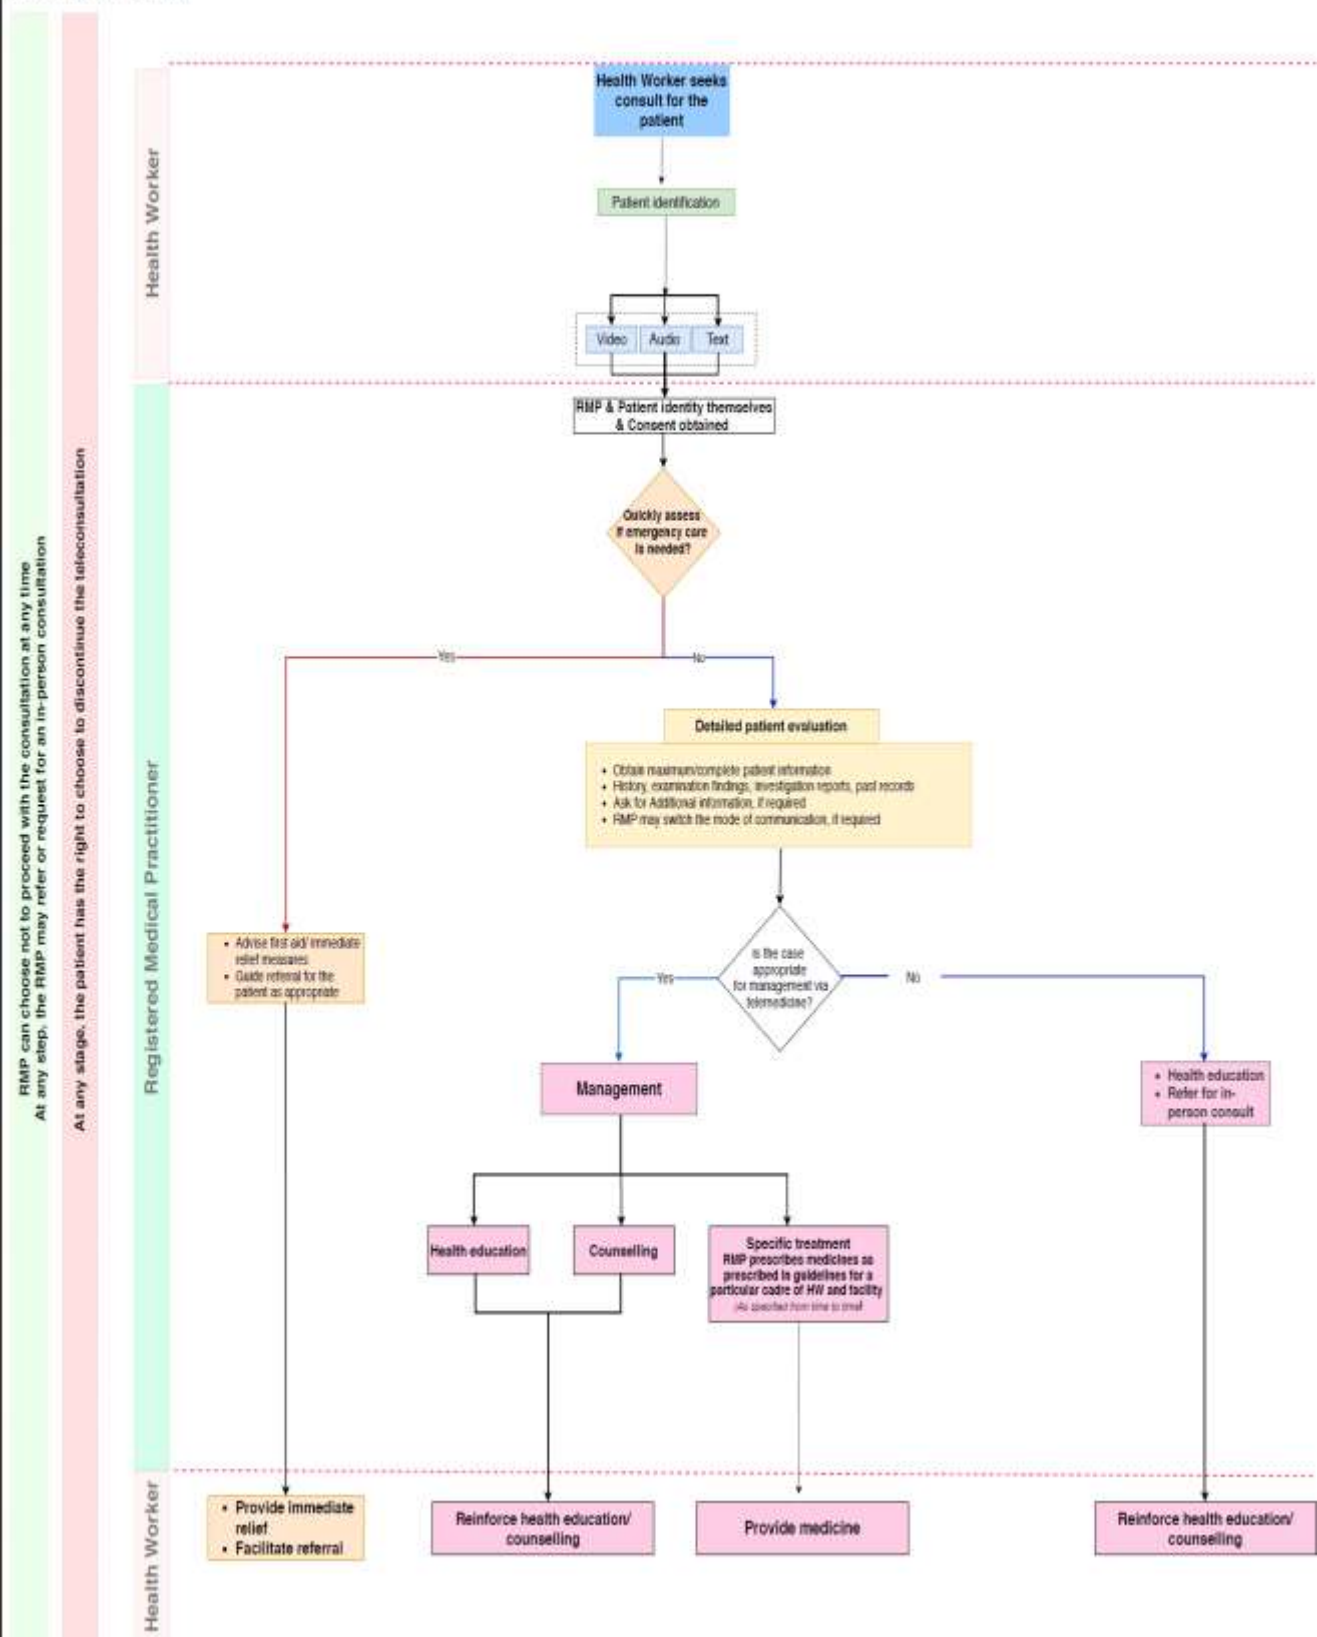 RMP can choose not to proceed with the consultation at any time
At any step, the RMP may refer or request for an in-person consultation
At any stage, the patient has the right to choose to discontinue the teleconsultation
Health Worker
Health Worker seeks
consult for the
patient
Patient identification
Video
Audio
Text
Registered Medical Practitioner
RMP & Patient identity themselves
& Consent obtained
Quickly assess
if emergency care
is needed?
Yes
No
Detailed patient evaluation
• Obtain maximum/complete patient information
• History, examination findings, investigation reports, past records
• Ask for Additional information, if required
• RMP may switch the mode of communication, if required
• Advise first aid/ immediate
relief measures
• Guide referral for the
patient as appropriate
Is the case
appropriate
for management via
telemedicine?
Yes
No
Management
• Health education
• Refer for in-
person consult
Health education
Counselling
Specific treatment
RMP prescribes medicines as
prescribed in guidelines for a
particular cadre of HW and facility
(As specified from time to time)
Health Worker
• Provide immediate
relief
• Facilitate referral
Reinforce health education/
counselling
Provide medicine
Reinforce health education/
counselling